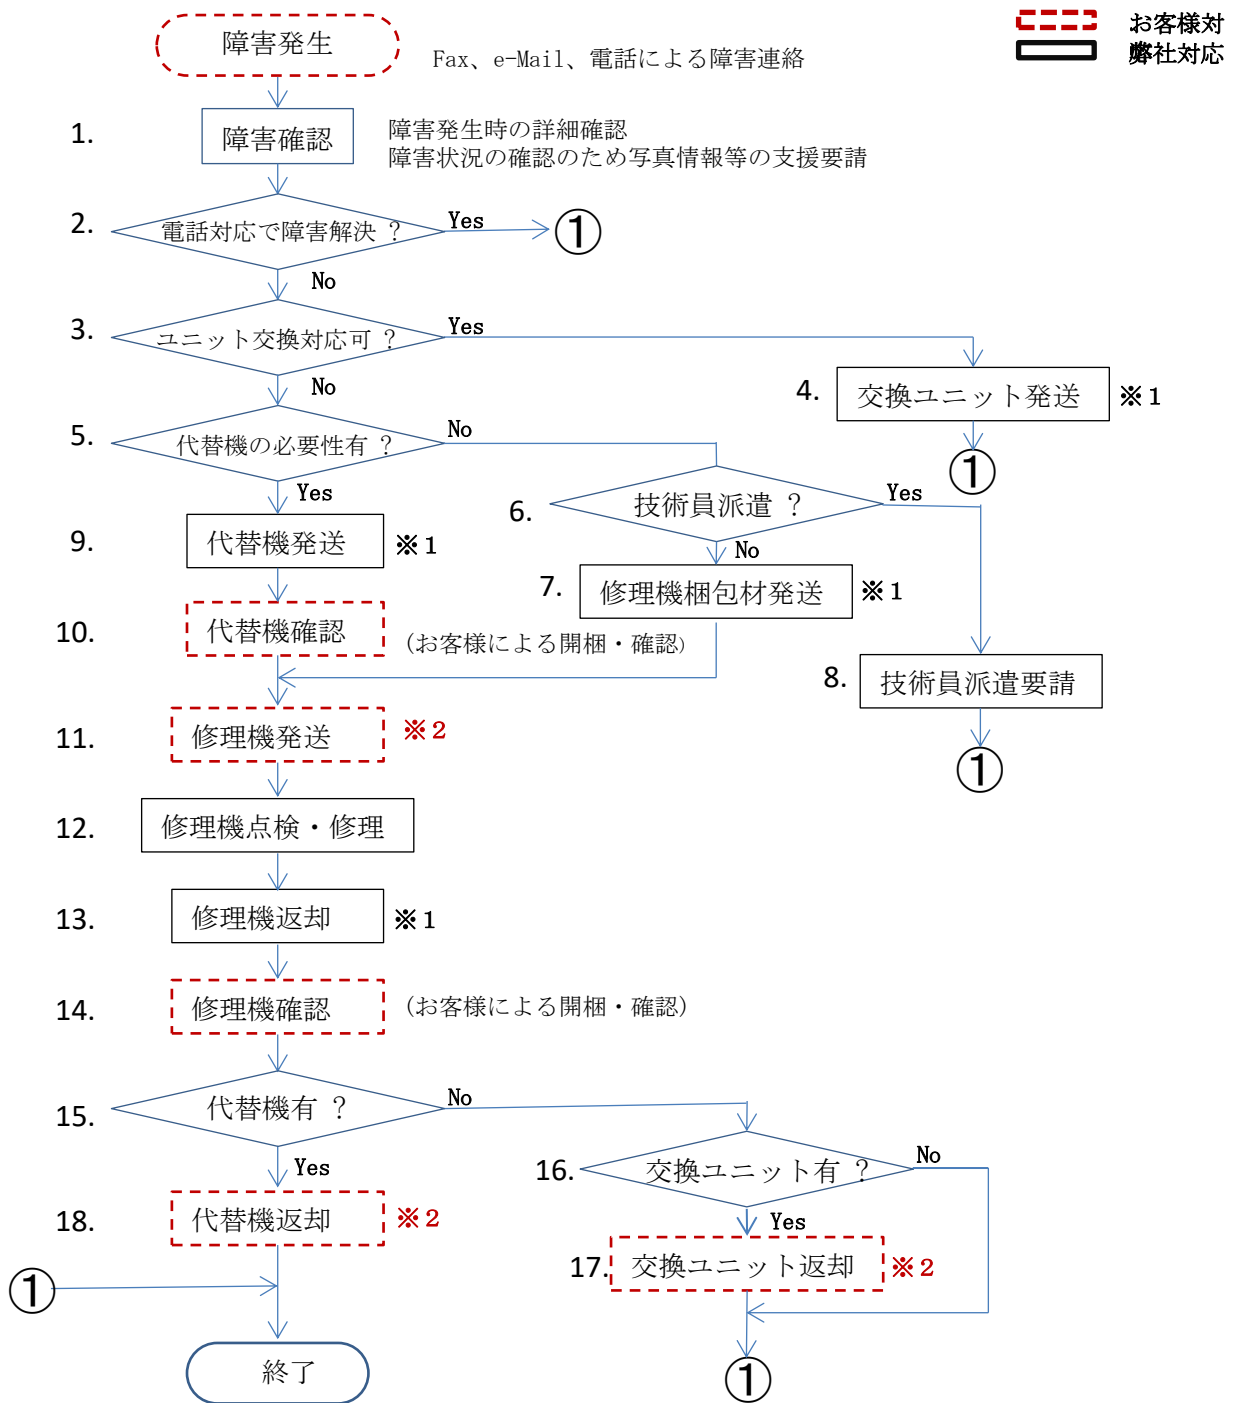 障害発生
お客様対
Fax、e-Mail、電話による障害連絡
弊社対応
1.
障害確認
障害発生時の詳細確認
障害状況の確認のため写真情報等の支援要請
2.
電話対応で障害解決 ?
Yes
①
No
3.
ユニット交換対応可 ?
Yes
No
4.
交換ユニット発送
※1
①
5.
代替機の必要性有 ?
No
Yes
6.
技術員派遣 ?
Yes
No
9.
代替機発送
※1
7.
修理機梱包材発送
※1
10.
代替機確認
(お客様による開梱・確認)
8.
技術員派遣要請
①
11.
修理機発送
※2
12.
修理機点検・修理
13.
修理機返却
※1
14.
修理機確認
(お客様による開梱・確認)
15.
代替機有 ?
No
Yes
16.
交換ユニット有 ?
No
Yes
18.
代替機返却
※2
17.
交換ユニット返却
※2
①
終了
①